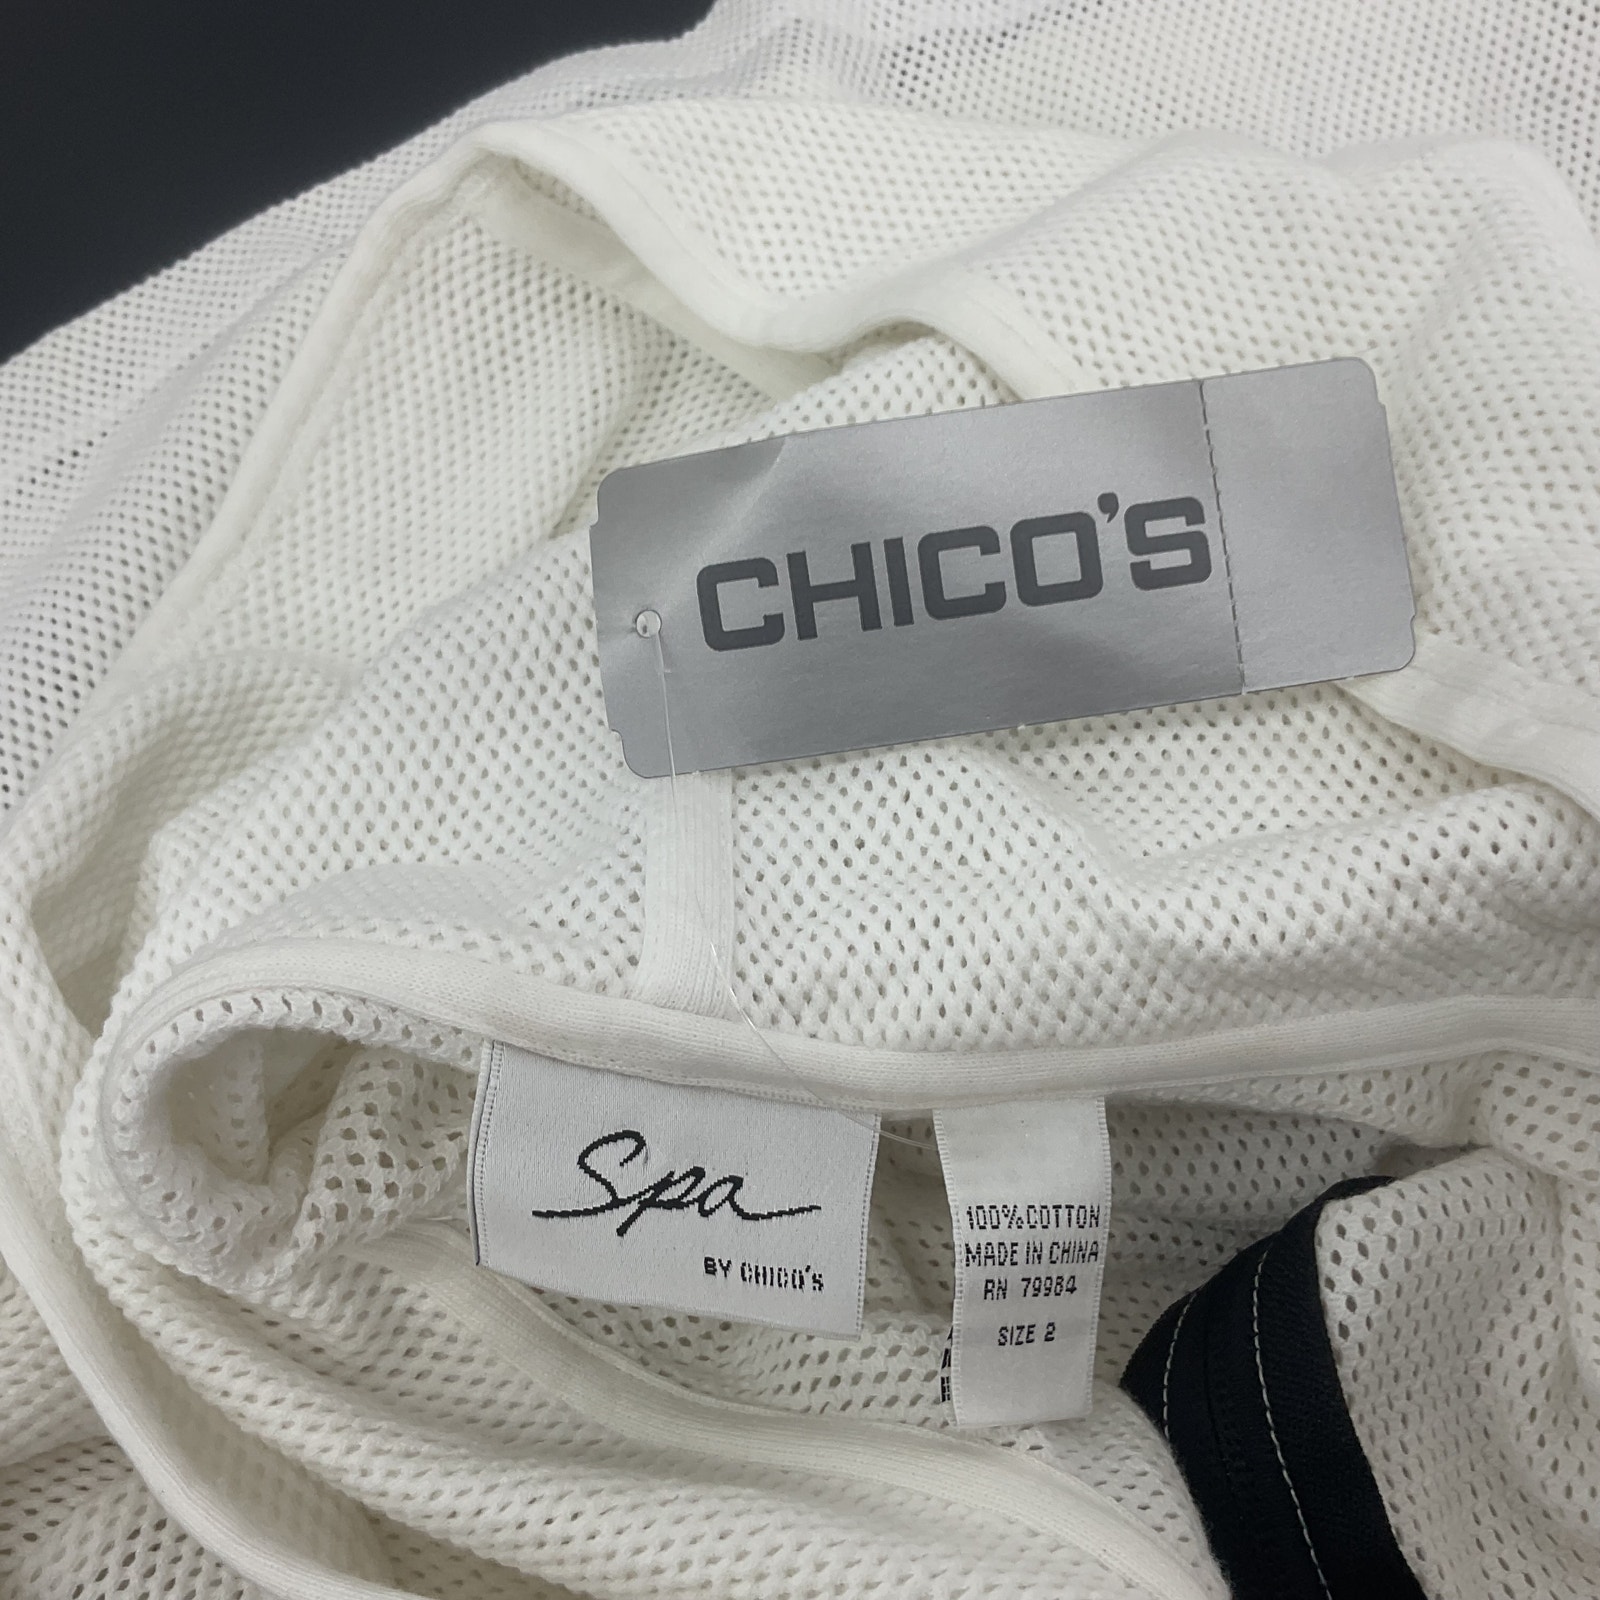 CHICO'S
Spa
BY CHICO'S
100% COTTON
MADE IN CHINA
RN 79984
SIZE 2